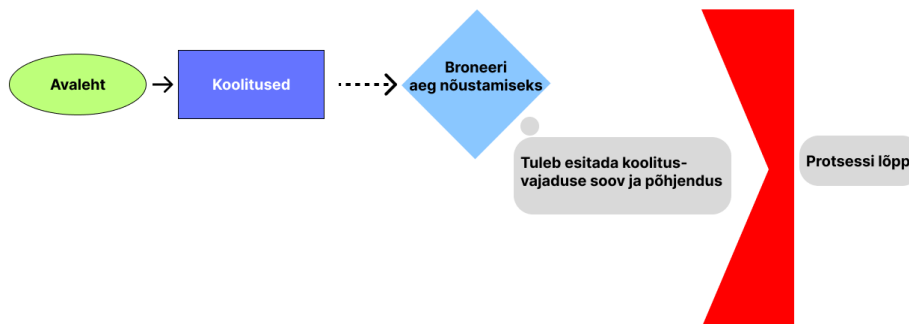 Avaleht
Koolitused
Broneeri
aeg nõustamiseks
Tuleb esitada koolitus-
vajaduse soov ja põhjendus
Protsessi lõpp